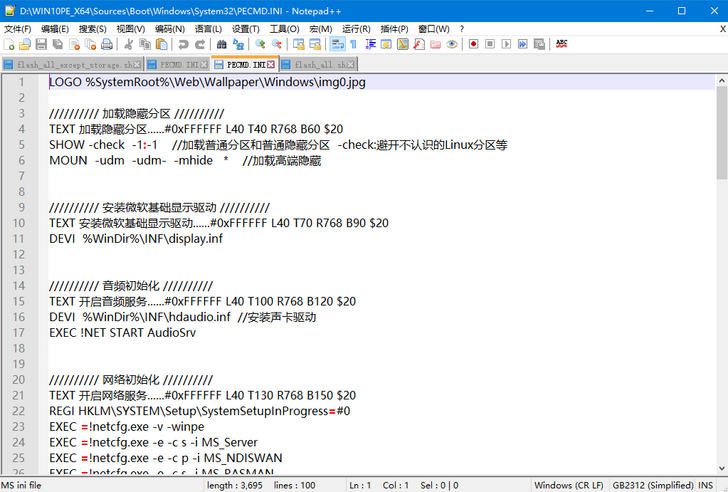 D:\WIN10PE_X64\Sources\Boot\Windows\System32\PECMD.INI - Notepad++
文件(F) 编辑(E) 搜索(S) 视图(V) 编码(N) 语言(L) 设置(T) 工具(O) 宏(M) 运行(R) 插件(P) 窗口(W) ? X
flash_all_except_storage.sh PECMD.INI PECMD.INI flash_all.sh
1 LOGO %SystemRoot%\Web\Wallpaper\Windows\img0.jpg
2
3 ////////// 加载隐藏分区 //////////
4 TEXT 加载隐藏分区......#0xFFFFFF L40 T40 R768 B60 $20
5 SHOW -check -1:-1 //加载普通分区和普通隐藏分区 -check:避开不认识的Linux分区等
6 MOUN -udm -udm- -mhide * //加载高端隐藏
7
8
9 ////////// 安装微软基础显示驱动 //////////
10 TEXT 安装微软基础显示驱动......#0xFFFFFF L40 T70 R768 B90 $20
11 DEVI %WinDir%\INF\display.inf
12
13
14 ////////// 音频初始化 //////////
15 TEXT 开启音频服务......#0xFFFFFF L40 T100 R768 B120 $20
16 DEVI %WinDir%\INF\hdaudio.inf //安装声卡驱动
17 EXEC !NET START AudioSrv
18
19
20 ////////// 网络初始化 //////////
21 TEXT 开启网络服务......#0xFFFFFF L40 T130 R768 B150 $20
22 REGI HKLM\SYSTEM\Setup\SystemSetupInProgress=#0
23 EXEC =!netcfg.exe -v -winpe
24 EXEC =!netcfg.exe -e -c s -i MS_Server
25 EXEC =!netcfg.exe -e -c p -i MS_NDISWAN
26 EXEC =!netcfg.exe -e -c s -i MS_RASMAN
MS ini file length : 3,695 lines : 100 Ln : 1 Col : 1 Sel : 0 | 0 Windows (CR LF) GB2312 (Simplified) INS